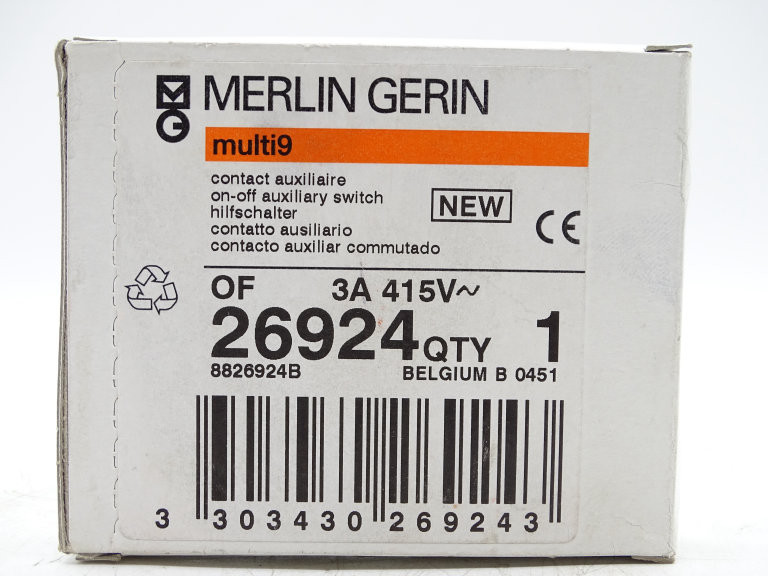 MERLIN GERIN
multi9
contact auxiliaire
on-off auxiliary switch
hilfschalter
contatto ausiliario
contacto auxiliar commutado
NEW
CE
OF 3A 415V~
26924 QTY 1
8826924B BELGIUM B 0451
3 303430 269243